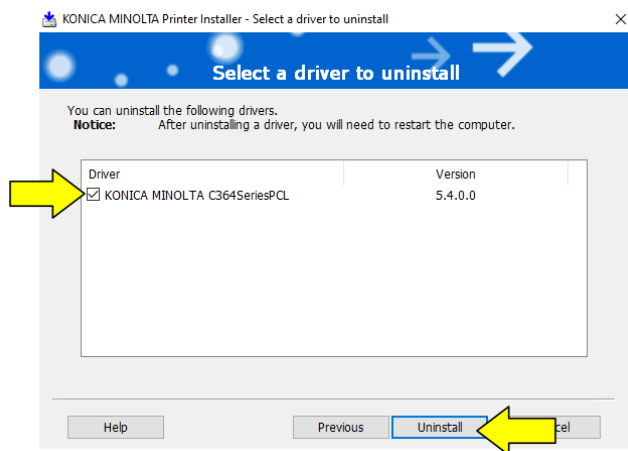 KONICA MINOLTA Printer Installer - Select a driver to uninstall
Select a driver to uninstall
You can uninstall the following drivers.
Notice: After uninstalling a driver, you will need to restart the computer.
Driver Version
KONICA MINOLTA C364SeriesPCL 5.4.0.0
Help Previous Uninstall